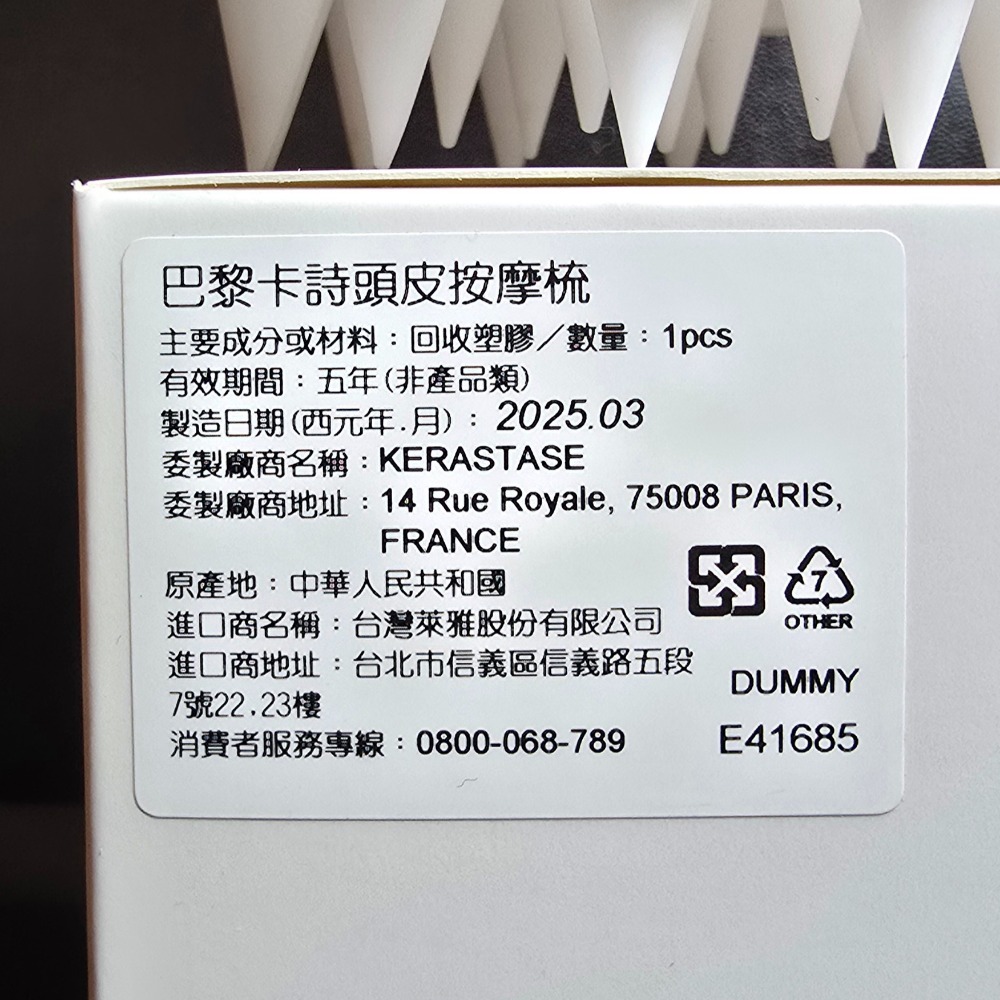 巴黎卡詩頭皮按摩梳
主要成分或材料：回收塑膠／數量：1pcs
有效期間：五年(非產品類)
製造日期(西元年.月)：2025.03
委製廠商名稱：KERASTASE
委製廠商地址：14 Rue Royale, 75008 PARIS,
FRANCE
原產地：中華人民共和國
7
OTHER
進口商名稱：台灣萊雅股份有限公司
進口商地址：台北市信義區信義路五段
7號22.23樓
DUMMY
消費者服務專線：0800-068-789
E41685